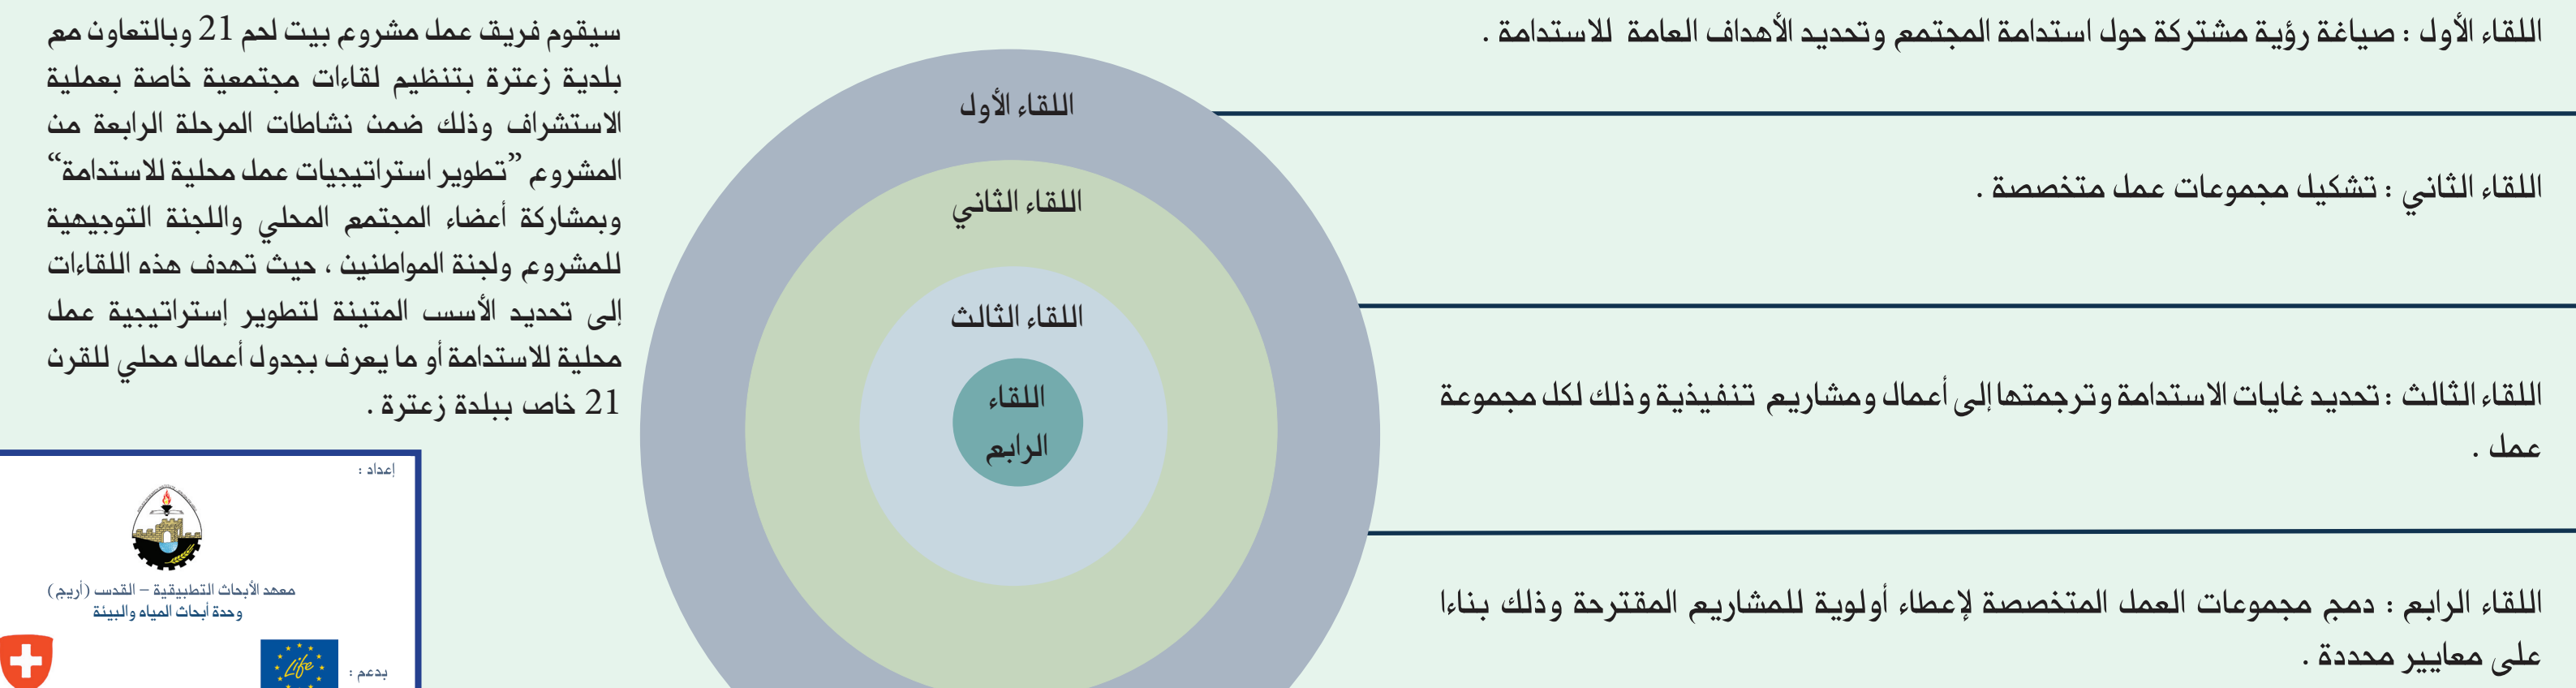 اللقاء الأول : صياغة رؤية مشتركة حول استدامة المجتمع وتحديد الأهداف العامة للاستدامة .
اللقاء الثاني : تشكيل مجموعات عمل متخصصة .
اللقاء الثالث : تحديد غايات الاستدامة وترجمتها إلى أعمال ومشاريع تنفيذية وذلك لكل مجموعة
عمل .
اللقاء الرابع : دمج مجموعات العمل المتخصصة لإعطاء أولوية للمشاريع المقترحة وذلك بناءا
على معايير محددة .
اللقاء الأول
اللقاء الثاني
اللقاء الثالث
اللقاء
الرابع
سيقوم فريق عمل مشروع بيت لحم 21 وبالتعاون مع
بلدية زعترة بتنظيم لقاءات مجتمعية خاصة بعملية
الاستشراف وذلك ضمن نشاطات المرحلة الرابعة من
المشروع ”تطوير استراتيجيات عمل محلية للاستدامة“
وبمشاركة أعضاء المجتمع المحلي واللجنة التوجيهية
للمشروع ولجنة المواطنين ، حيث تهدف هذه اللقاءات
إلى تحديد الأسس المتينة لتطوير إستراتيجية عمل
محلية للاستدامة أو ما يعرف بجدول أعمال محلي للقرن
21 خاص ببلدة زعترة .
إعداد :
معهد الأبحاث التطبيقية – القدس (أريج)
وحدة أبحاث المياه والبيئة
بدعم :
Life